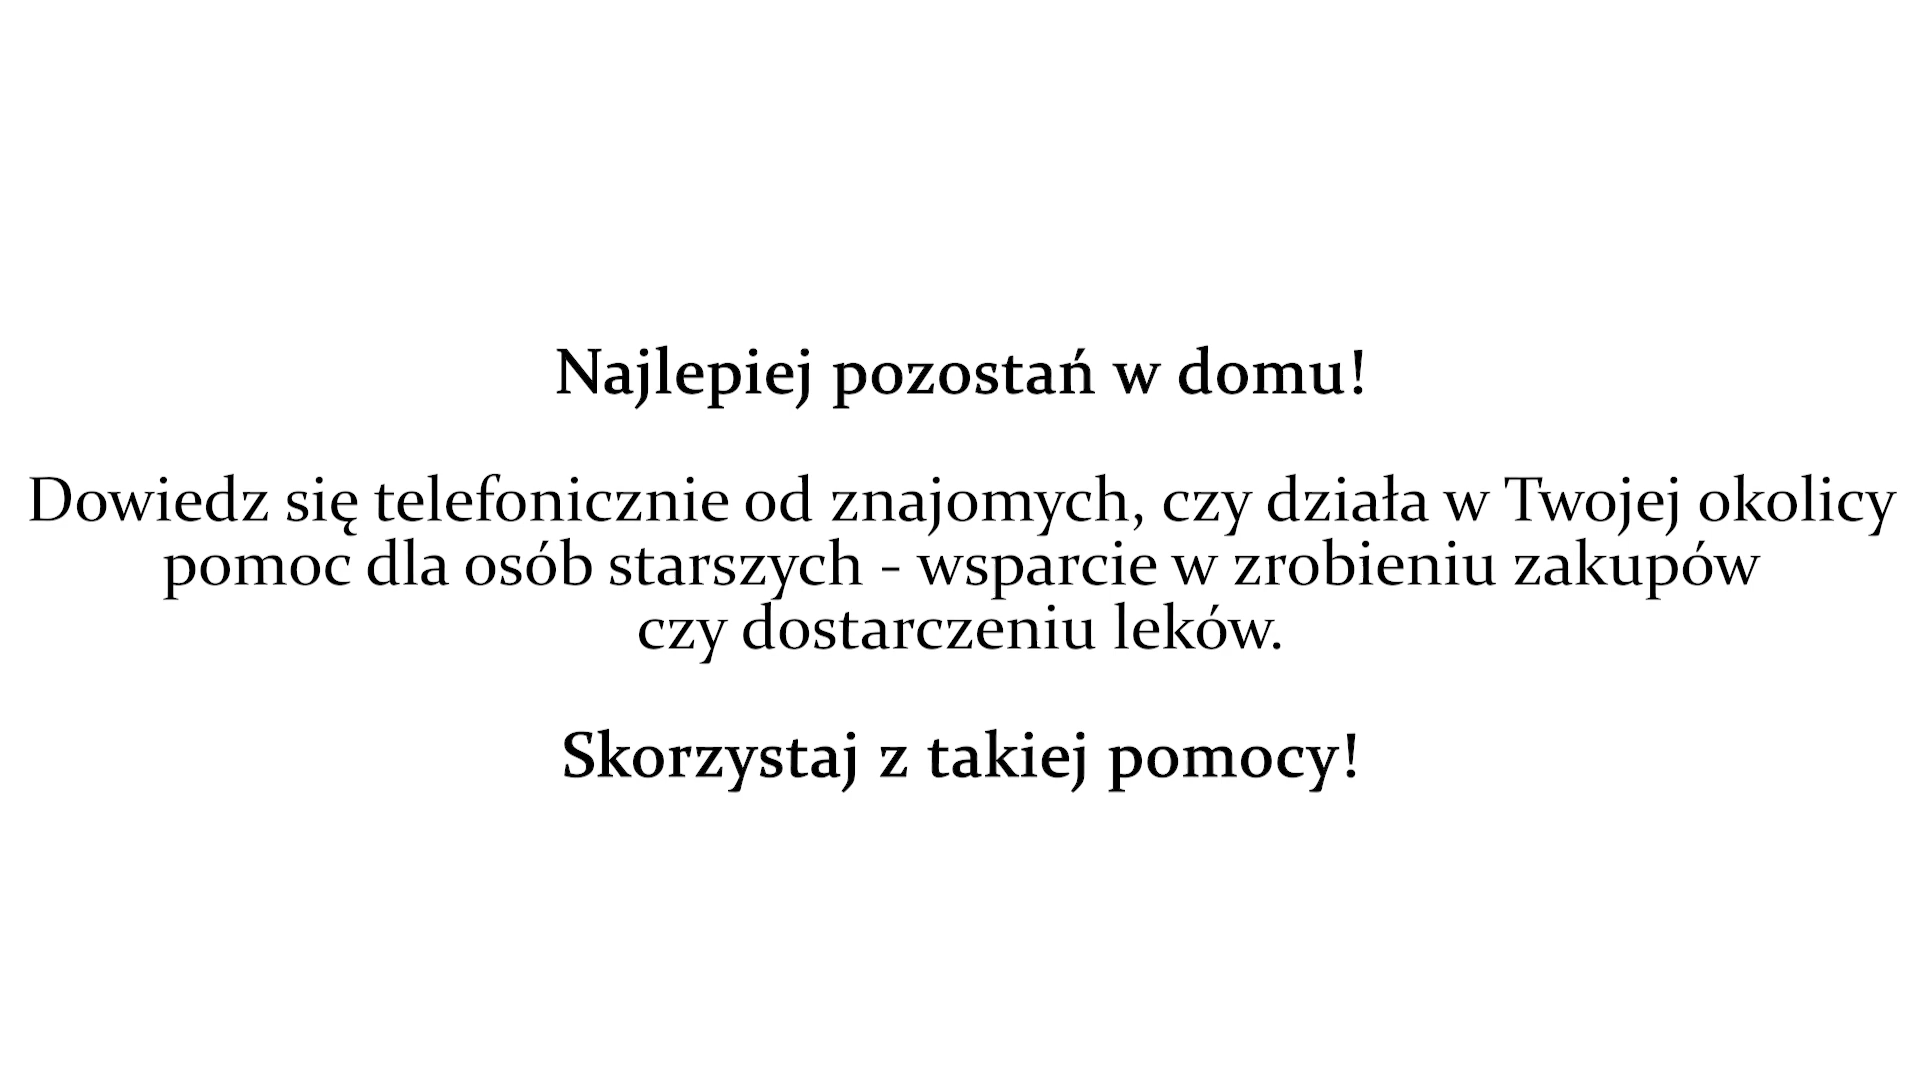 Najlepiej pozostań w domu!
Dowiedz się telefonicznie od znajomych, czy działa w Twojej okolicy
pomoc dla osób starszych - wsparcie w zrobieniu zakupów
czy dostarczeniu leków.
Skorzystaj z takiej pomocy!